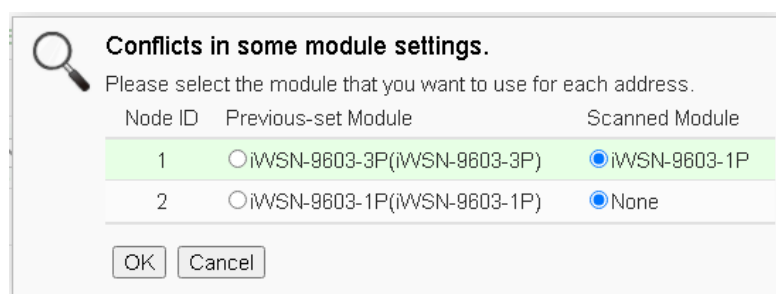 Conflicts in some module settings.
Please select the module that you want to use for each address.
Node ID Previous-set Module Scanned Module
1 iWSN-9603-3P(iWSN-9603-3P) iWSN-9603-1P
2 iWSN-9603-1P(iWSN-9603-1P) None
OK Cancel